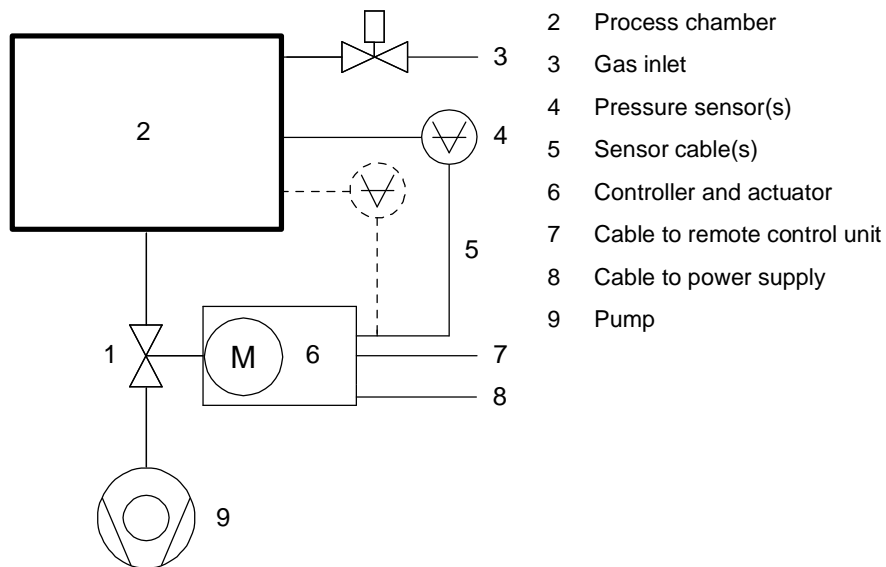 2 Process chamber
3 Gas inlet
4 Pressure sensor(s)
5 Sensor cable(s)
6 Controller and actuator
7 Cable to remote control unit
8 Cable to power supply
9 Pump
3
2
4
5
1
M
6
7
8
9